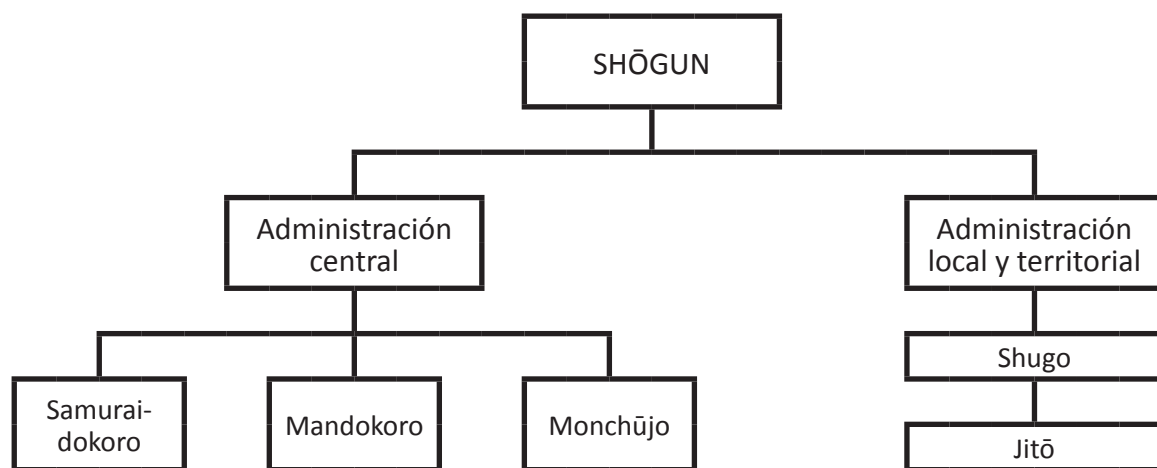 SHŌGUN
Administración
central
Administración
local y territorial
Samurai-
dokoro
Mandokoro
Monchūjo
Shugo
Jitō